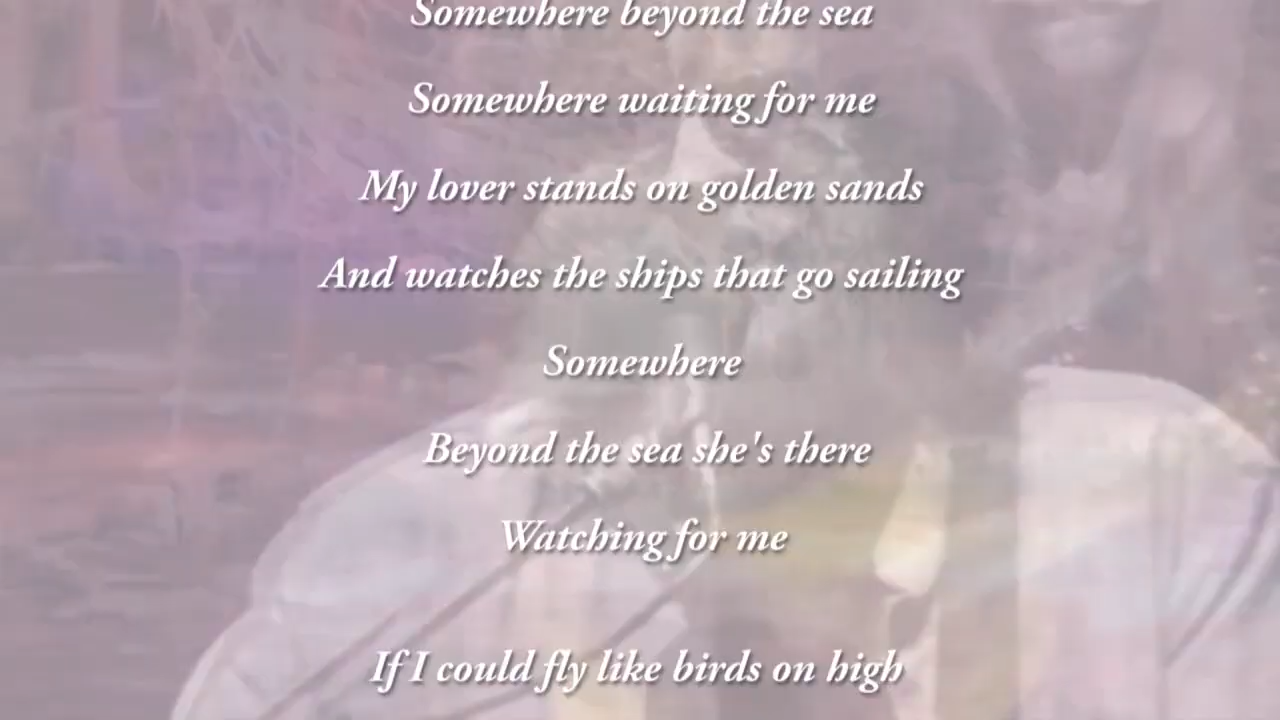 Somewhere beyond the sea
Somewhere waiting for me
My lover stands on golden sands
And watches the ships that go sailing
Somewhere
Beyond the sea she's there
Watching for me
If I could fly like birds on high